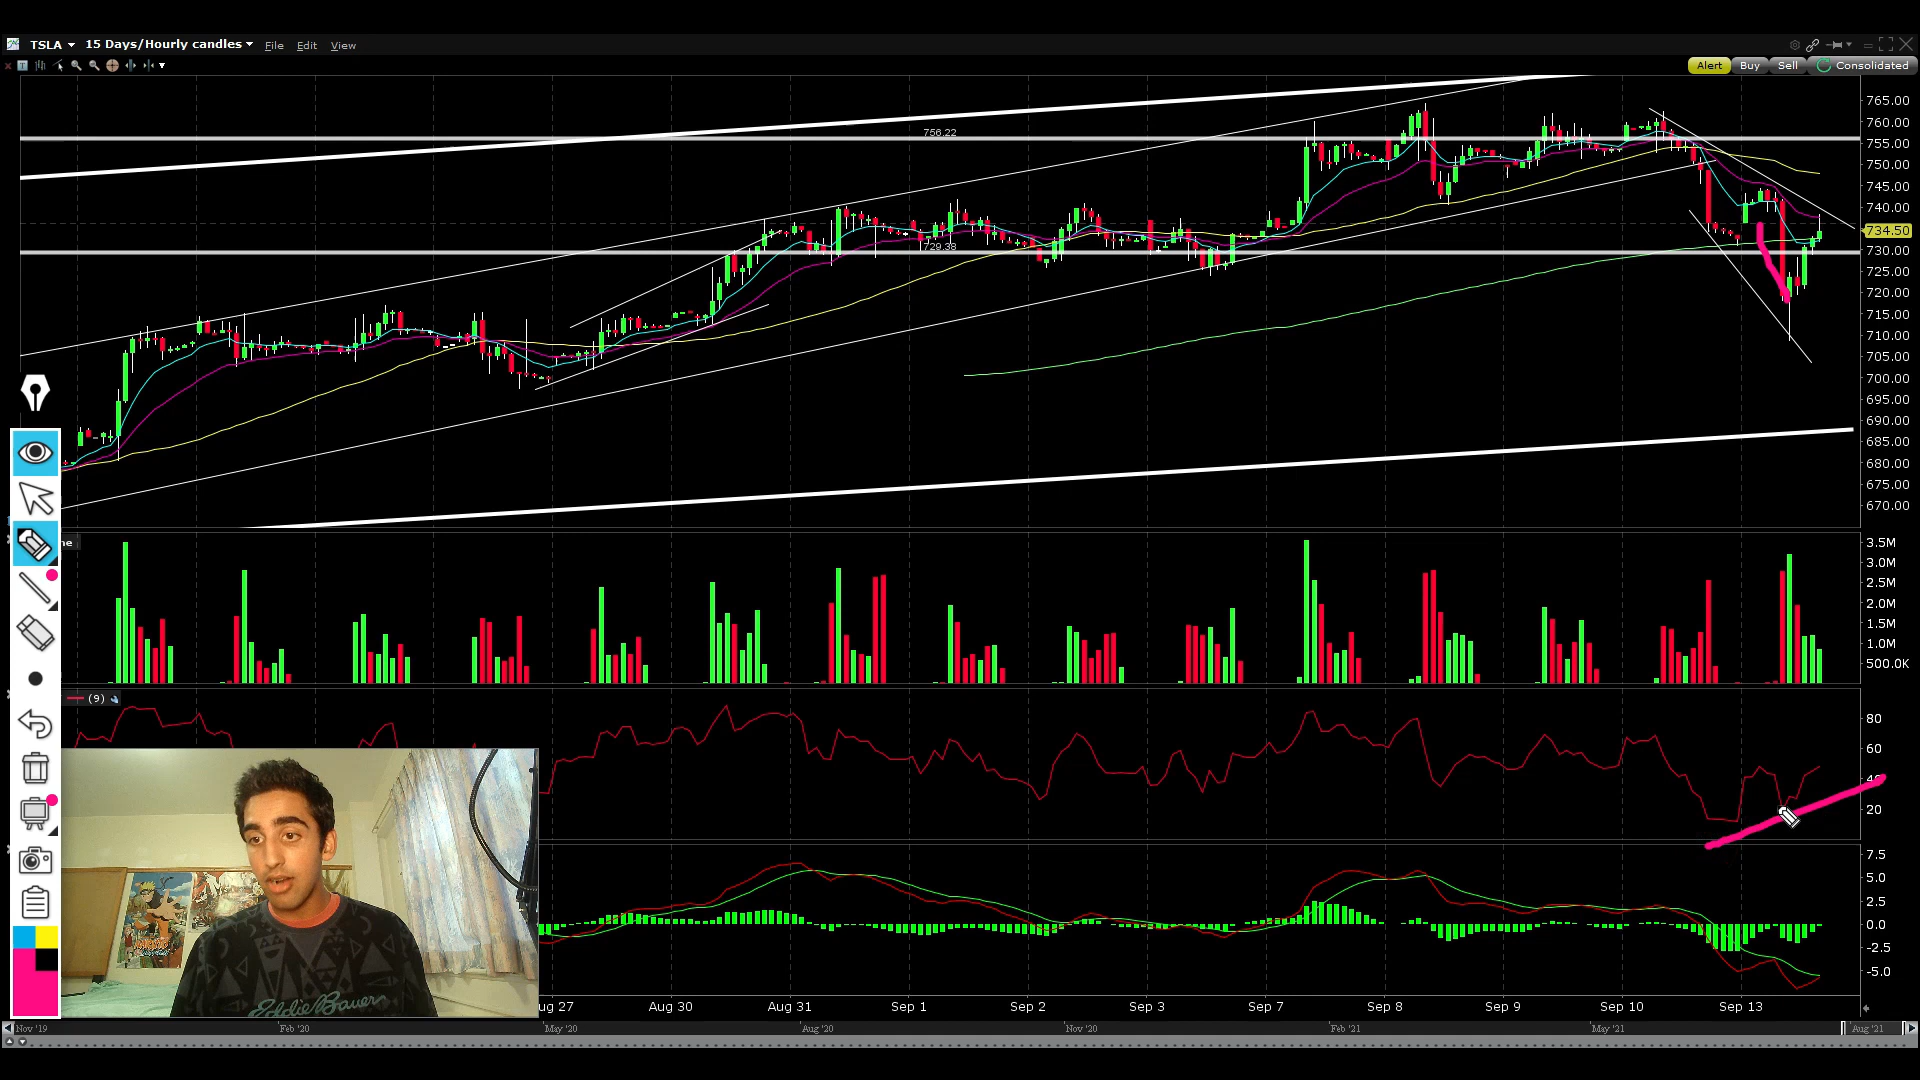 TSLA 15 Days/Hourly candles File Edit View
Alert Buy Sell Consolidated
765.00
760.00
756.22
755.00
750.00
745.00
740.00
734.50
729.38
730.00
725.00
720.00
715.00
710.00
705.00
700.00
695.00
690.00
685.00
680.00
675.00
670.00
3.5M
3.0M
2.5M
2.0M
1.5M
1.0M
500.0K
(9)
80
60
40
20
7.5
5.0
2.5
0.0
-2.5
-5.0
Eddie Bauer
ug 27 Aug 30 Aug 31 Sep 1 Sep 2 Sep 3 Sep 7 Sep 8 Sep 9 Sep 10 Sep 13
Nov '19 Feb '20 May '20 Aug '20 Nov '20 Feb '21 May '21 Aug '21